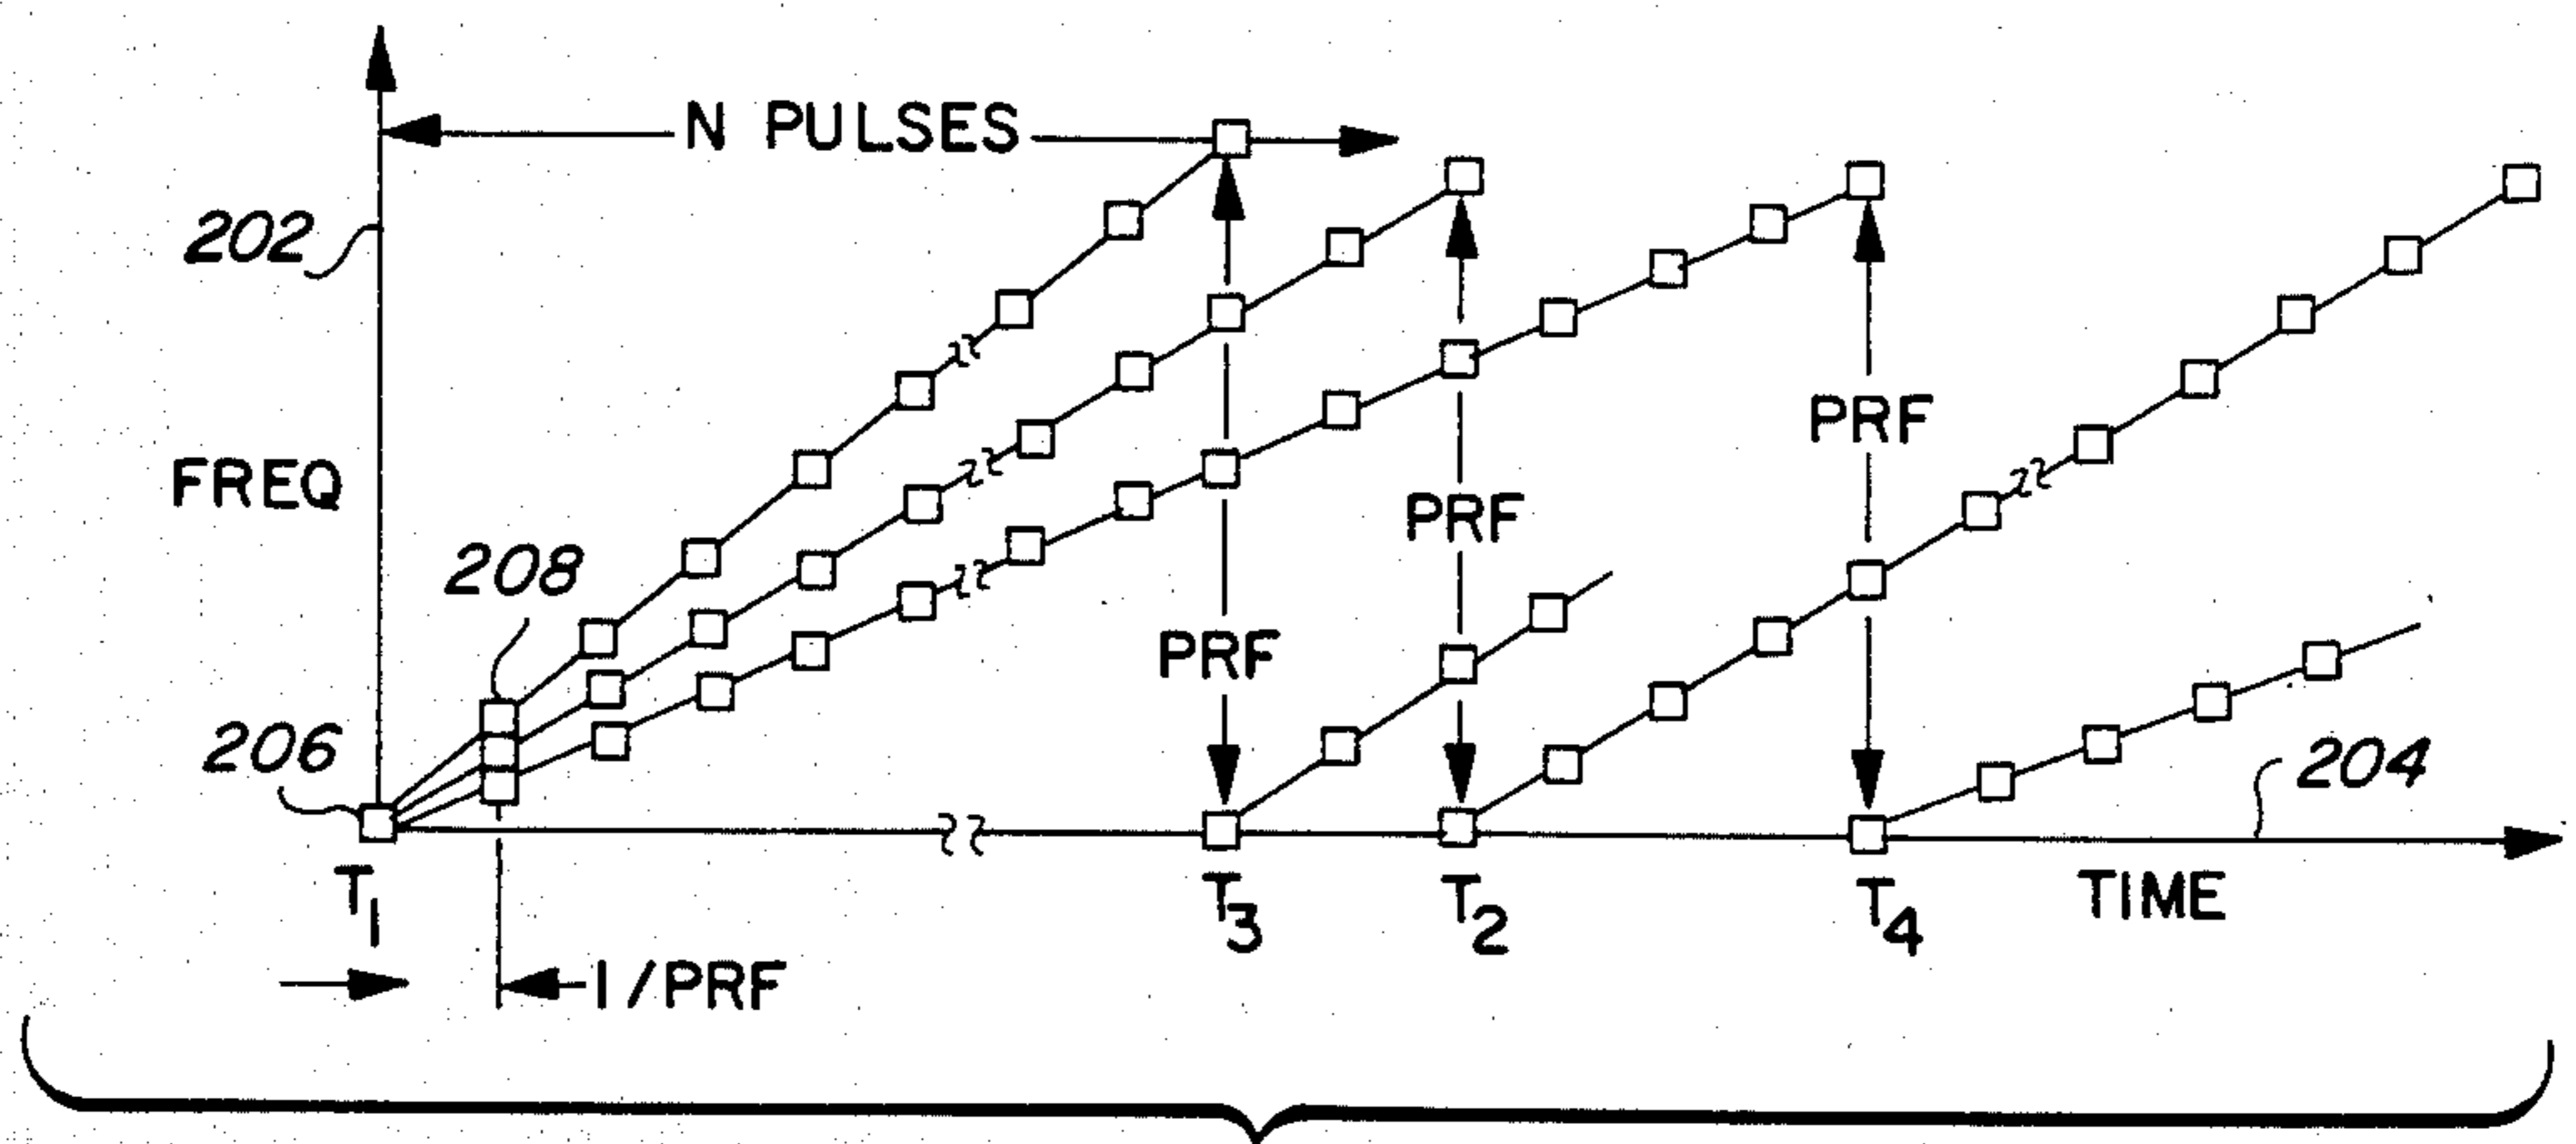 N PULSES
202
FREQ
208
PRF
PRF
PRF
206
204
T1
T3
T2
T4
TIME
1/PRF